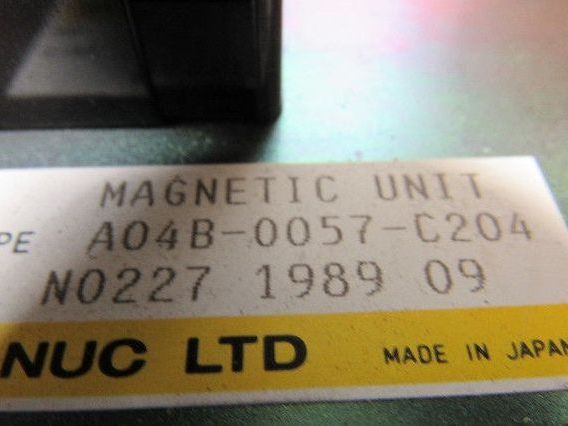 MAGNETIC UNIT
PE A04B-0057-C204
N0227 1989 09
NUC LTD MADE IN JAPAN